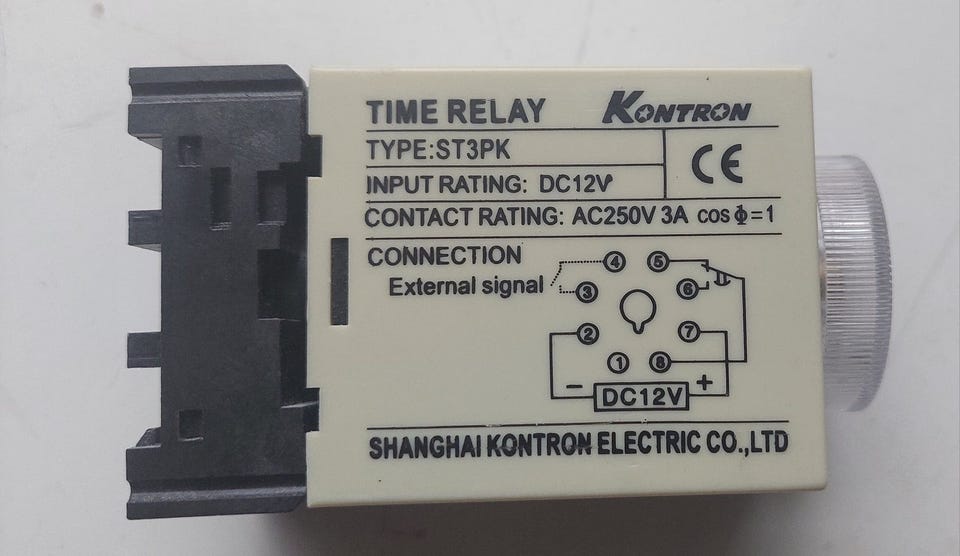 TIME RELAY KONTRON
TYPE:ST3PK
CE
INPUT RATING: DC12V
CONTACT RATING: AC250V 3A cos Φ=1
CONNECTION
External signal
4 5
3 6
2 7
1 8
− DC12V +
SHANGHAI KONTRON ELECTRIC CO.,LTD